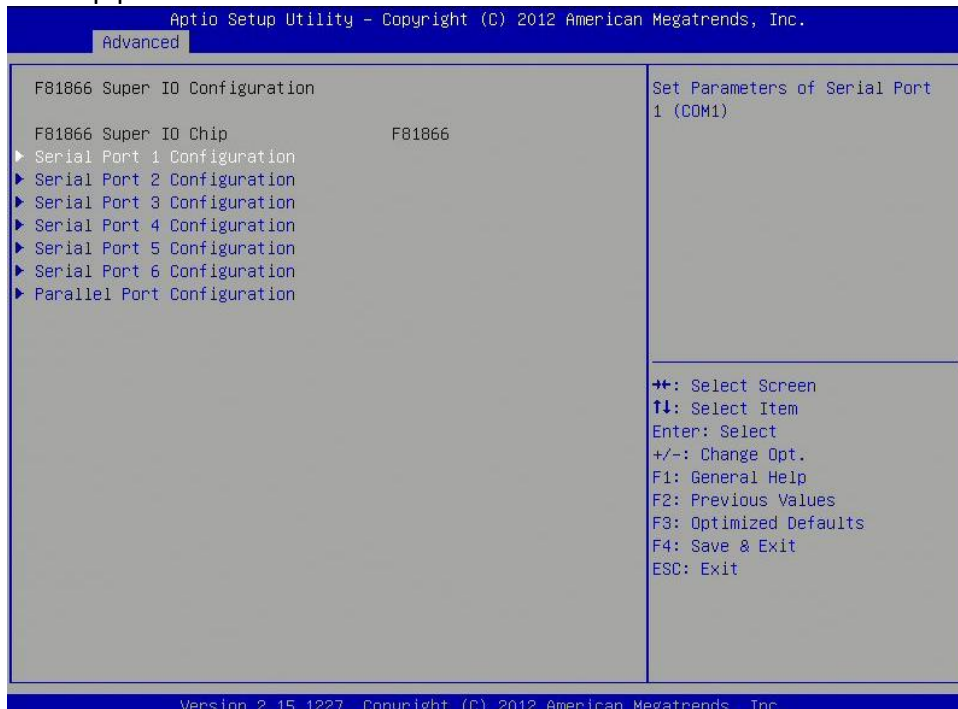 Aptio Setup Utility – Copyright (C) 2012 American Megatrends, Inc.
Advanced
F81866 Super IO Configuration
F81866 Super IO Chip F81866
Serial Port 1 Configuration
Serial Port 2 Configuration
Serial Port 3 Configuration
Serial Port 4 Configuration
Serial Port 5 Configuration
Serial Port 6 Configuration
Parallel Port Configuration
Set Parameters of Serial Port
1 (COM1)
→←: Select Screen
↑↓: Select Item
Enter: Select
+/-: Change Opt.
F1: General Help
F2: Previous Values
F3: Optimized Defaults
F4: Save & Exit
ESC: Exit
Version 2.15.1227. Copyright (C) 2012 American Megatrends, Inc.